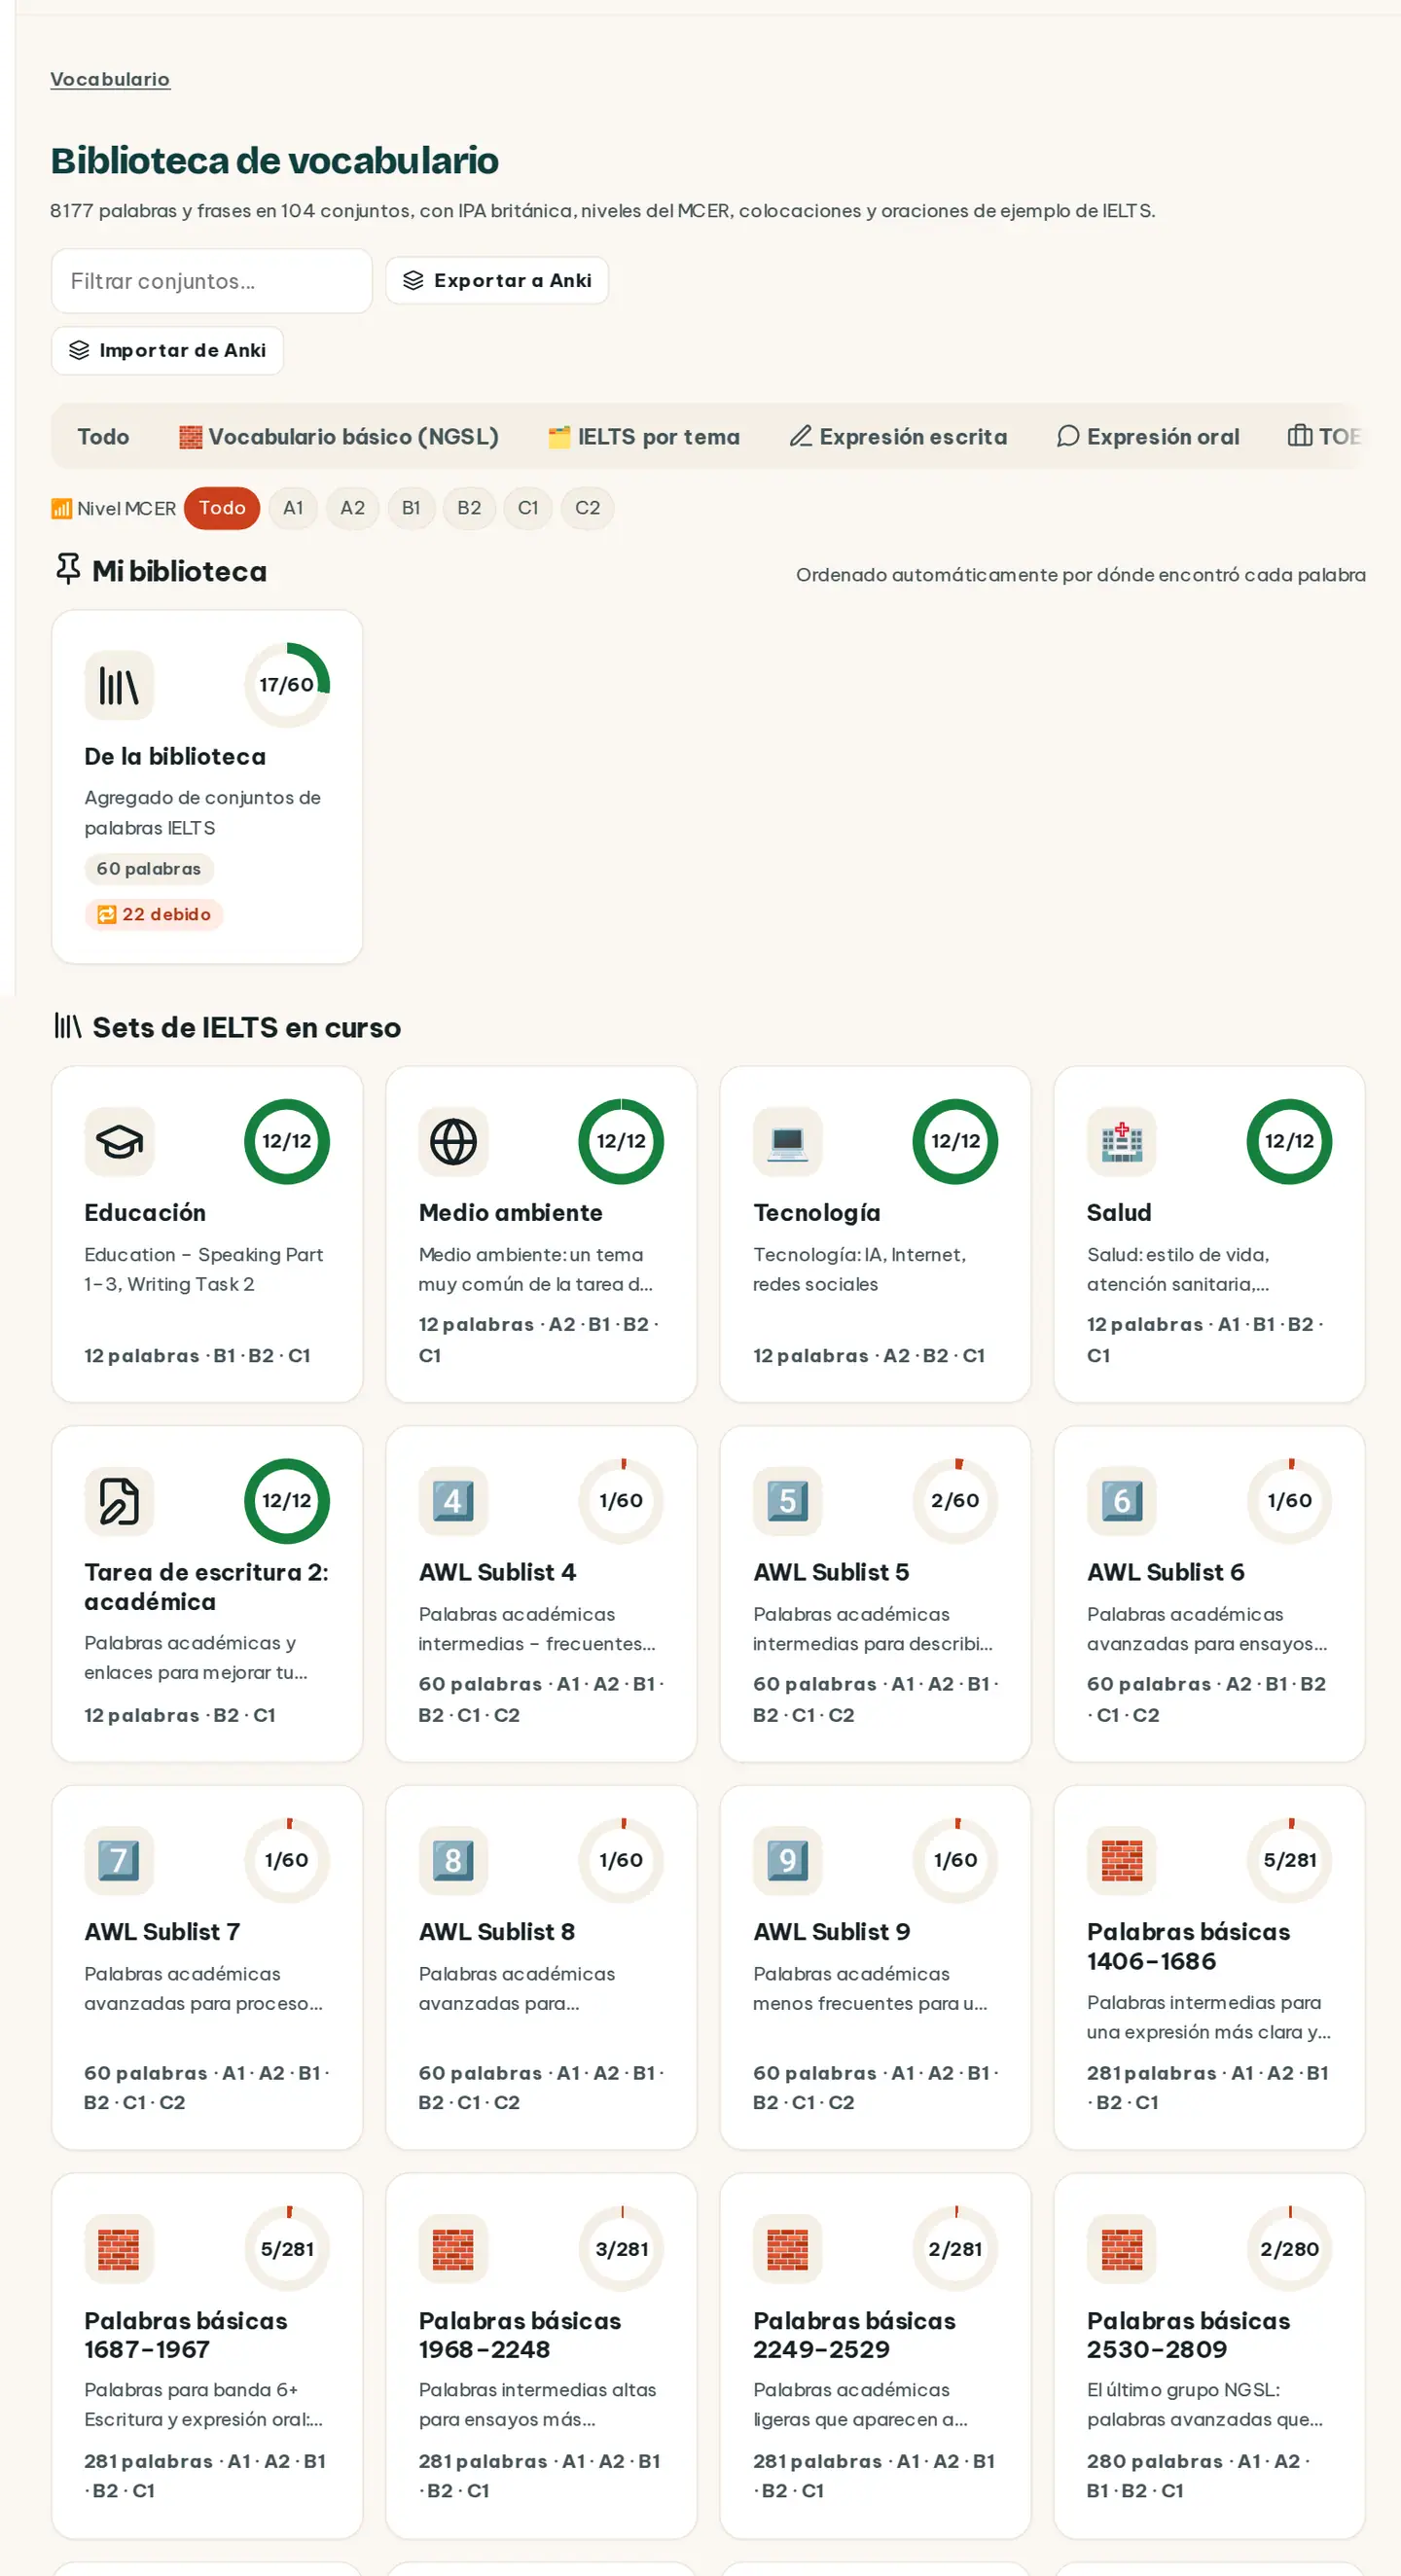 Vocabulario
Biblioteca de vocabulario
8177 palabras y frases en 104 conjuntos, con IPA británica, niveles del MCER, colocaciones y oraciones de ejemplo de IELTS.
Filtrar conjuntos...
Exportar a Anki
Importar de Anki
Todo Vocabulario básico (NGSL) IELTS por tema Expresión escrita Expresión oral TOE
Nivel MCER Todo A1 A2 B1 B2 C1 C2
Mi biblioteca
Ordenado automáticamente por dónde encontró cada palabra
17/60
De la biblioteca
Agregado de conjuntos de
palabras IELTS
60 palabras
22 debido
Sets de IELTS en curso
12/12
Educación
Education – Speaking Part
1–3, Writing Task 2
12 palabras · B1 · B2 · C1
12/12
Medio ambiente
Medio ambiente: un tema
muy común de la tarea d...
12 palabras · A2 · B1 · B2 ·
C1
12/12
Tecnología
Tecnología: IA, Internet,
redes sociales
12 palabras · A2 · B2 · C1
12/12
Salud
Salud: estilo de vida,
atención sanitaria,...
12 palabras · A1 · B1 · B2 ·
C1
12/12
Tarea de escritura 2:
académica
Palabras académicas y
enlaces para mejorar tu...
12 palabras · B2 · C1
4
1/60
AWL Sublist 4
Palabras académicas
intermedias – frecuentes...
60 palabras · A1 · A2 · B1 ·
B2 · C1 · C2
5
2/60
AWL Sublist 5
Palabras académicas
intermedias para describi...
60 palabras · A1 · A2 · B1 ·
B2 · C1 · C2
6
1/60
AWL Sublist 6
Palabras académicas
avanzadas para ensayos...
60 palabras · A2 · B1 · B2
· C1 · C2
7
1/60
AWL Sublist 7
Palabras académicas
avanzadas para proceso...
60 palabras · A1 · A2 · B1 ·
B2 · C1 · C2
8
1/60
AWL Sublist 8
Palabras académicas
avanzadas para...
60 palabras · A1 · A2 · B1 ·
B2 · C1 · C2
9
1/60
AWL Sublist 9
Palabras académicas
menos frecuentes para u...
60 palabras · A1 · A2 · B1 ·
B2 · C1 · C2
5/281
Palabras básicas
1406–1686
Palabras intermedias para
una expresión más clara y...
281 palabras · A1 · A2 · B1
· B2 · C1
5/281
Palabras básicas
1687–1967
Palabras para banda 6+
Escritura y expresión oral:...
281 palabras · A1 · A2 · B1
· B2 · C1
3/281
Palabras básicas
1968–2248
Palabras intermedias altas
para ensayos más...
281 palabras · A1 · A2 · B1
· B2 · C1
2/281
Palabras básicas
2249–2529
Palabras académicas
ligeras que aparecen a...
281 palabras · A1 · A2 · B1
· B2 · C1
2/280
Palabras básicas
2530–2809
El último grupo NGSL:
palabras avanzadas que...
280 palabras · A1 · A2 ·
B1 · B2 · C1